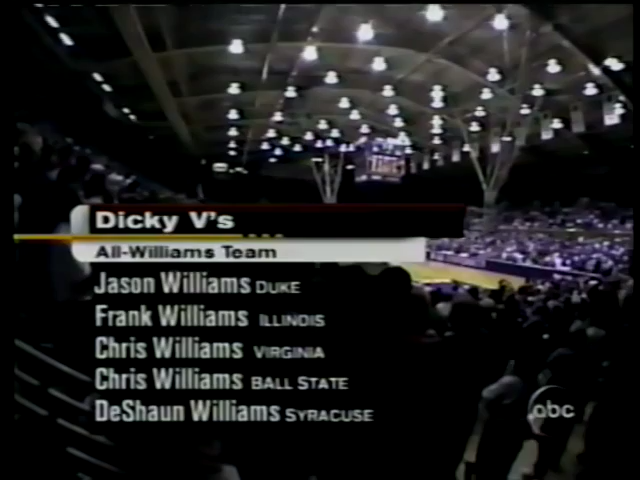 Dicky V's
All-Williams Team
Jason Williams DUKE
Frank Williams ILLINOIS
Chris Williams VIRGINIA
Chris Williams BALL STATE
DeShaun Williams SYRACUSE
abc